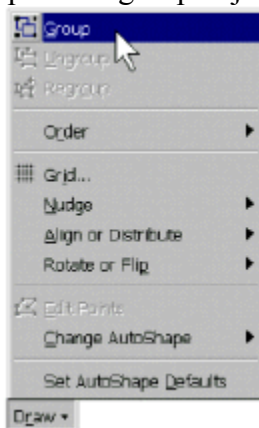 Group
Ungroup
Regroup
Order
Grid...
Nudge
Align or Distribute
Rotate or Flip
Edit Points
Change AutoShape
Set AutoShape Defaults
Draw